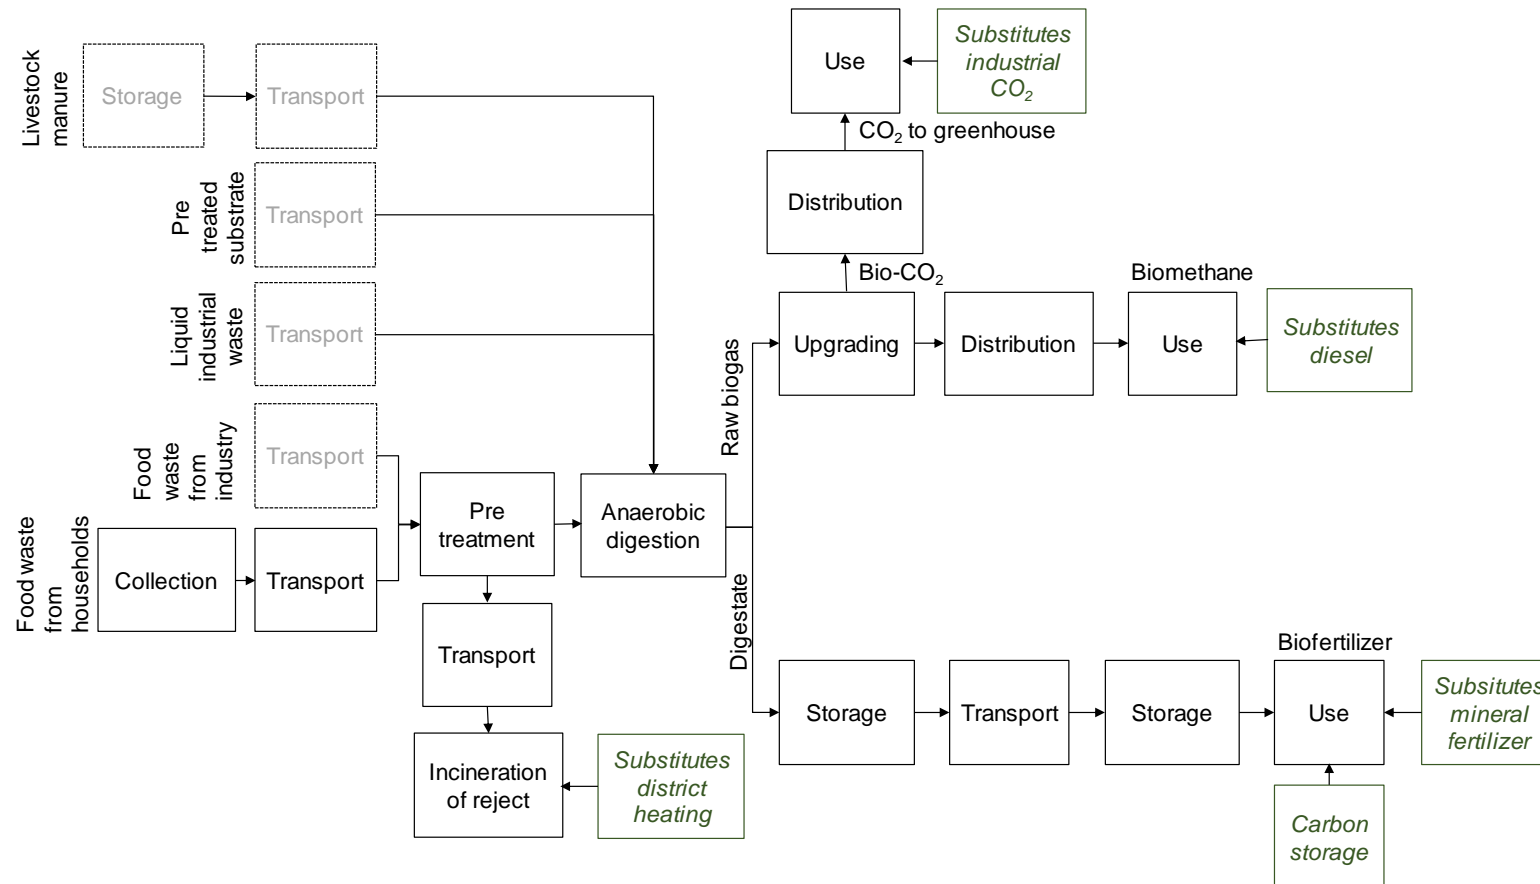 Livestock
manure
Storage
Transport
Pre
treated
substrate
Transport
Liquid
industrial
waste
Transport
Food
waste
from
industry
Transport
Food waste
from
households
Collection
Transport
Pre
treatment
Transport
Incineration
of reject
Substitutes
district
heating
Anaerobic
digestion
Raw biogas
Digestate
Use
Substitutes
industrial
CO₂
CO₂ to greenhouse
Distribution
Bio-CO₂
Upgrading
Distribution
Biomethane
Use
Substitutes
diesel
Storage
Transport
Storage
Biofertilizer
Use
Subsitutes
mineral
fertilizer
Carbon
storage